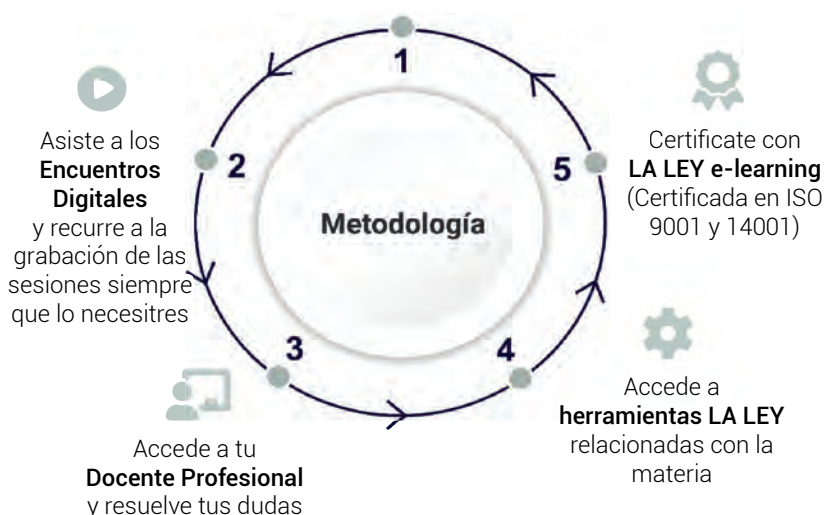 1
Asiste a los
Encuentros
Digitales
y recurre a la
grabación de las
sesiones siempre
que lo necesitres
2
Metodología
5
Certificate con
LA LEY e-learning
(Certificada en ISO
9001 y 14001)
3
Accede a tu
Docente Profesional
y resuelve tus dudas
4
Accede a
herramientas LA LEY
relacionadas con la
materia